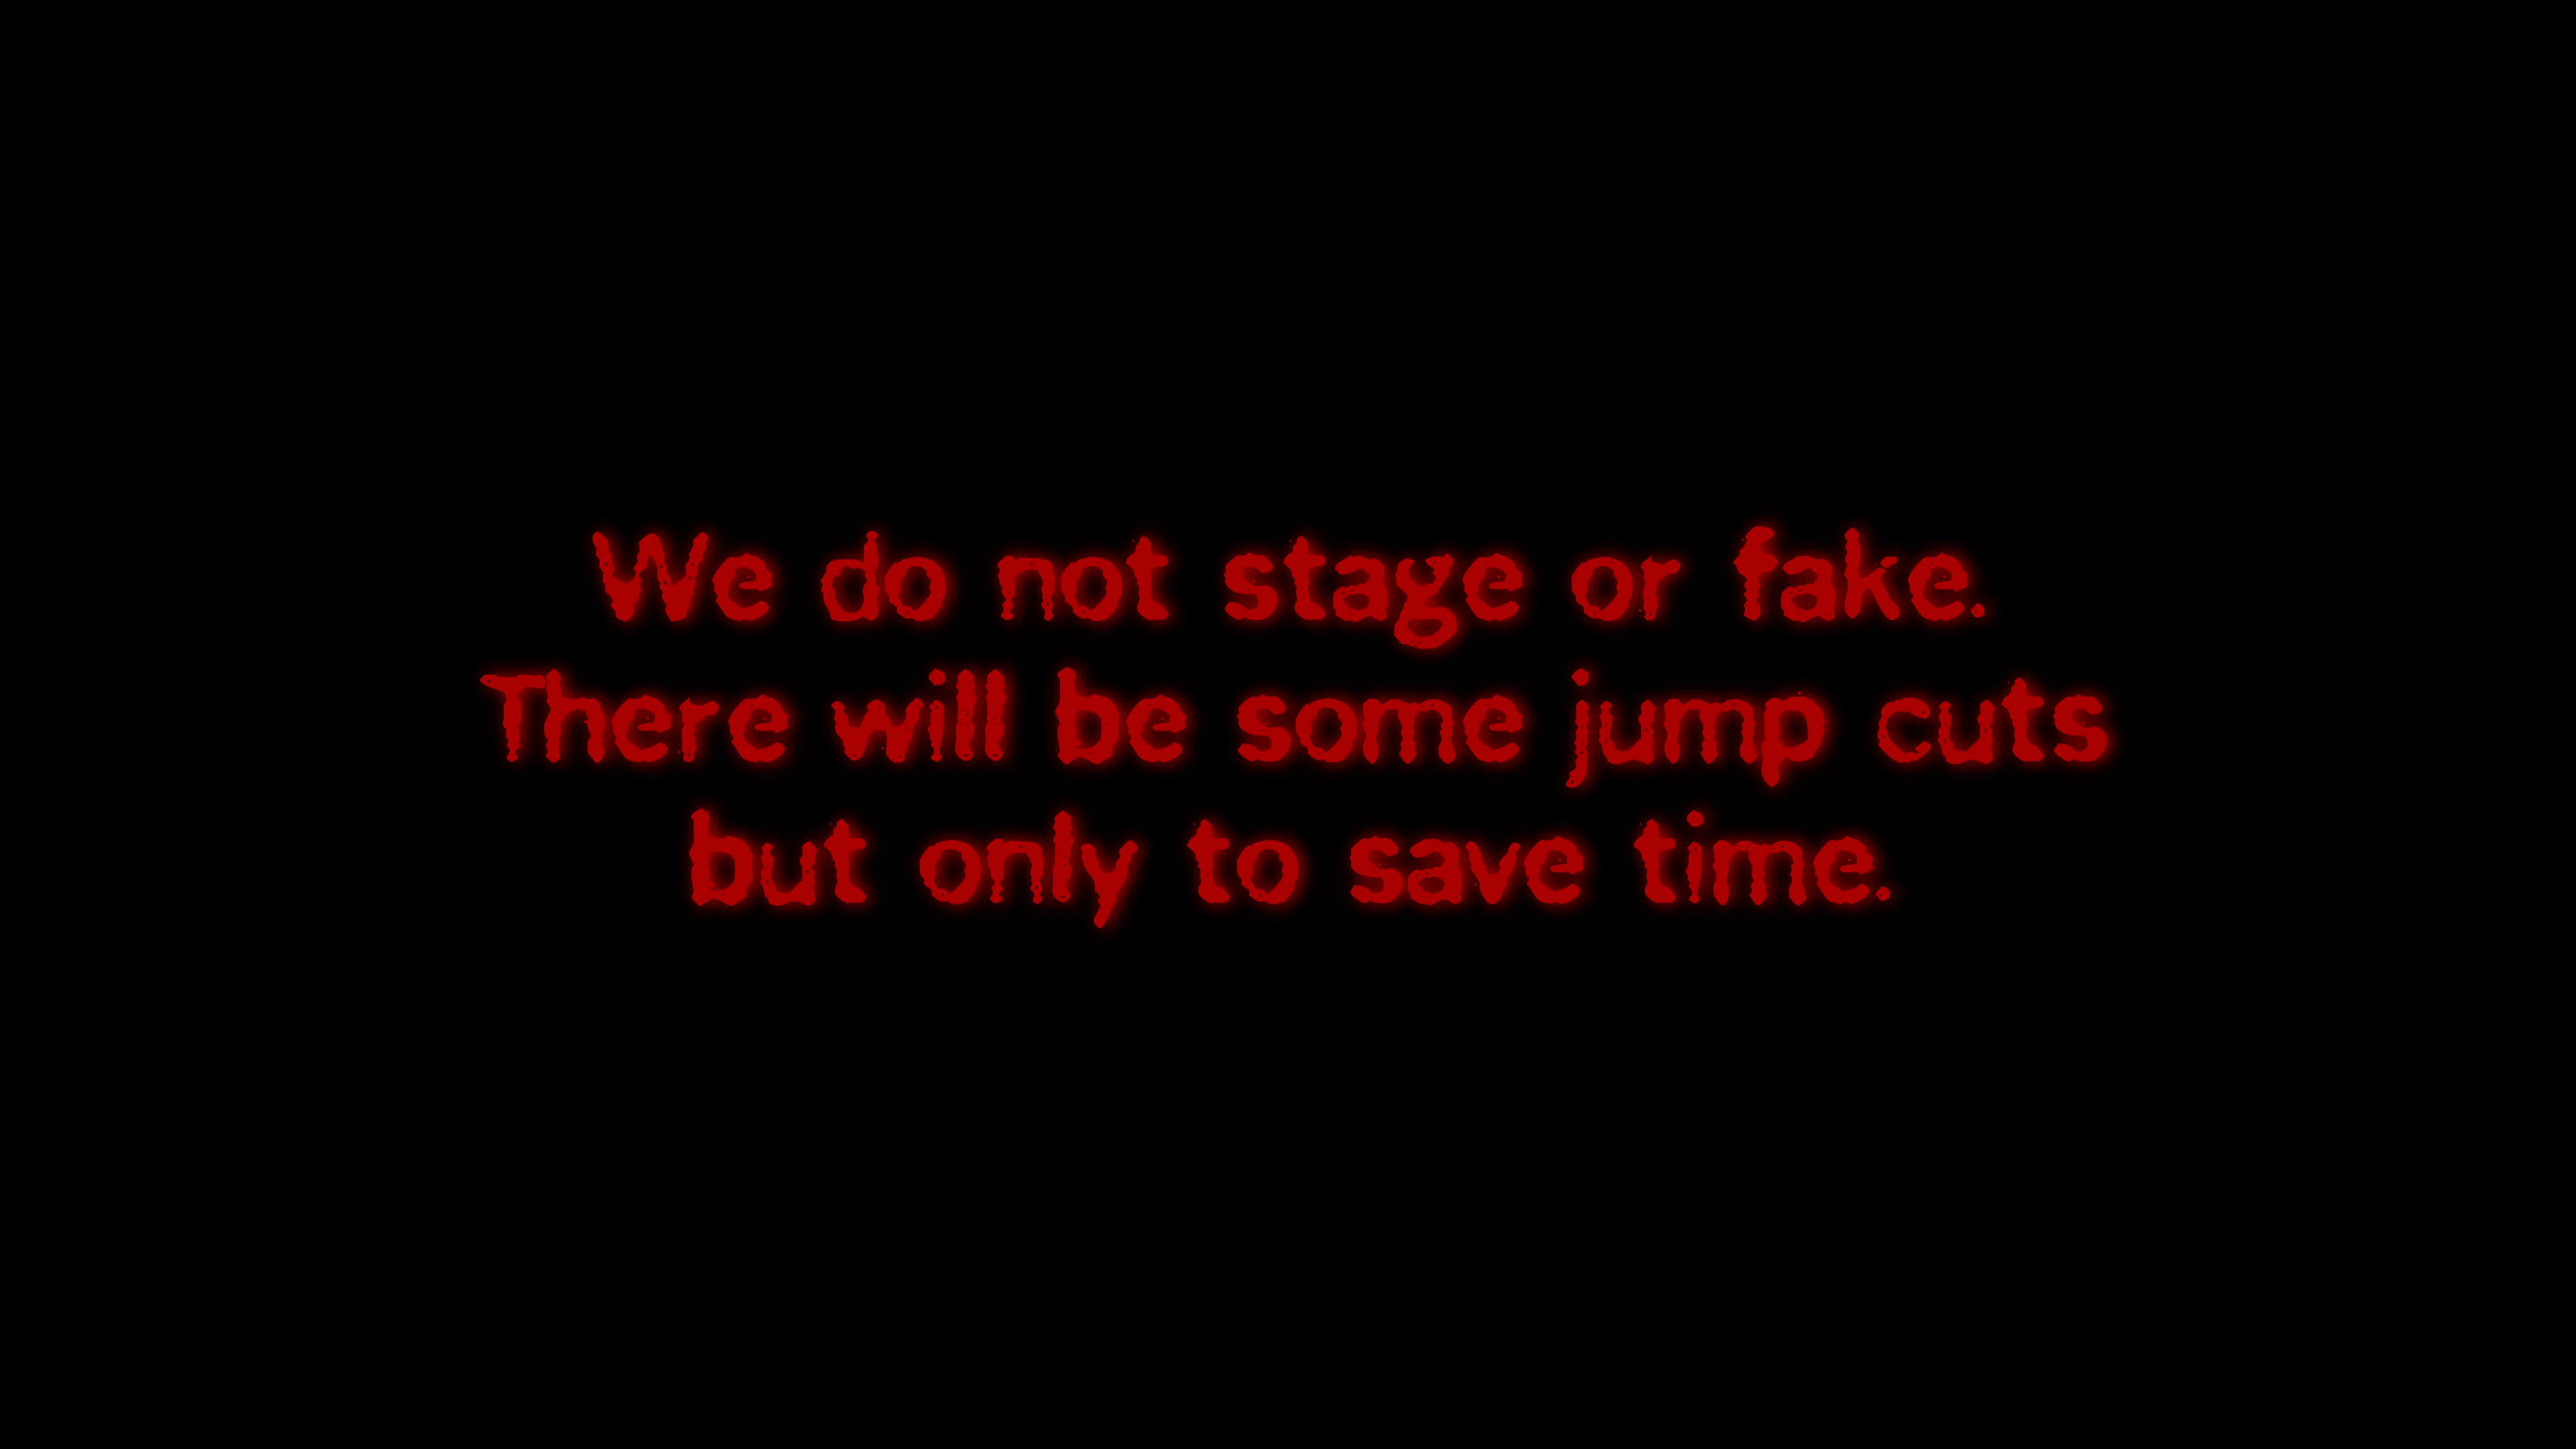 We do not stage or fake.
There will be some jump cuts
but only to save time.